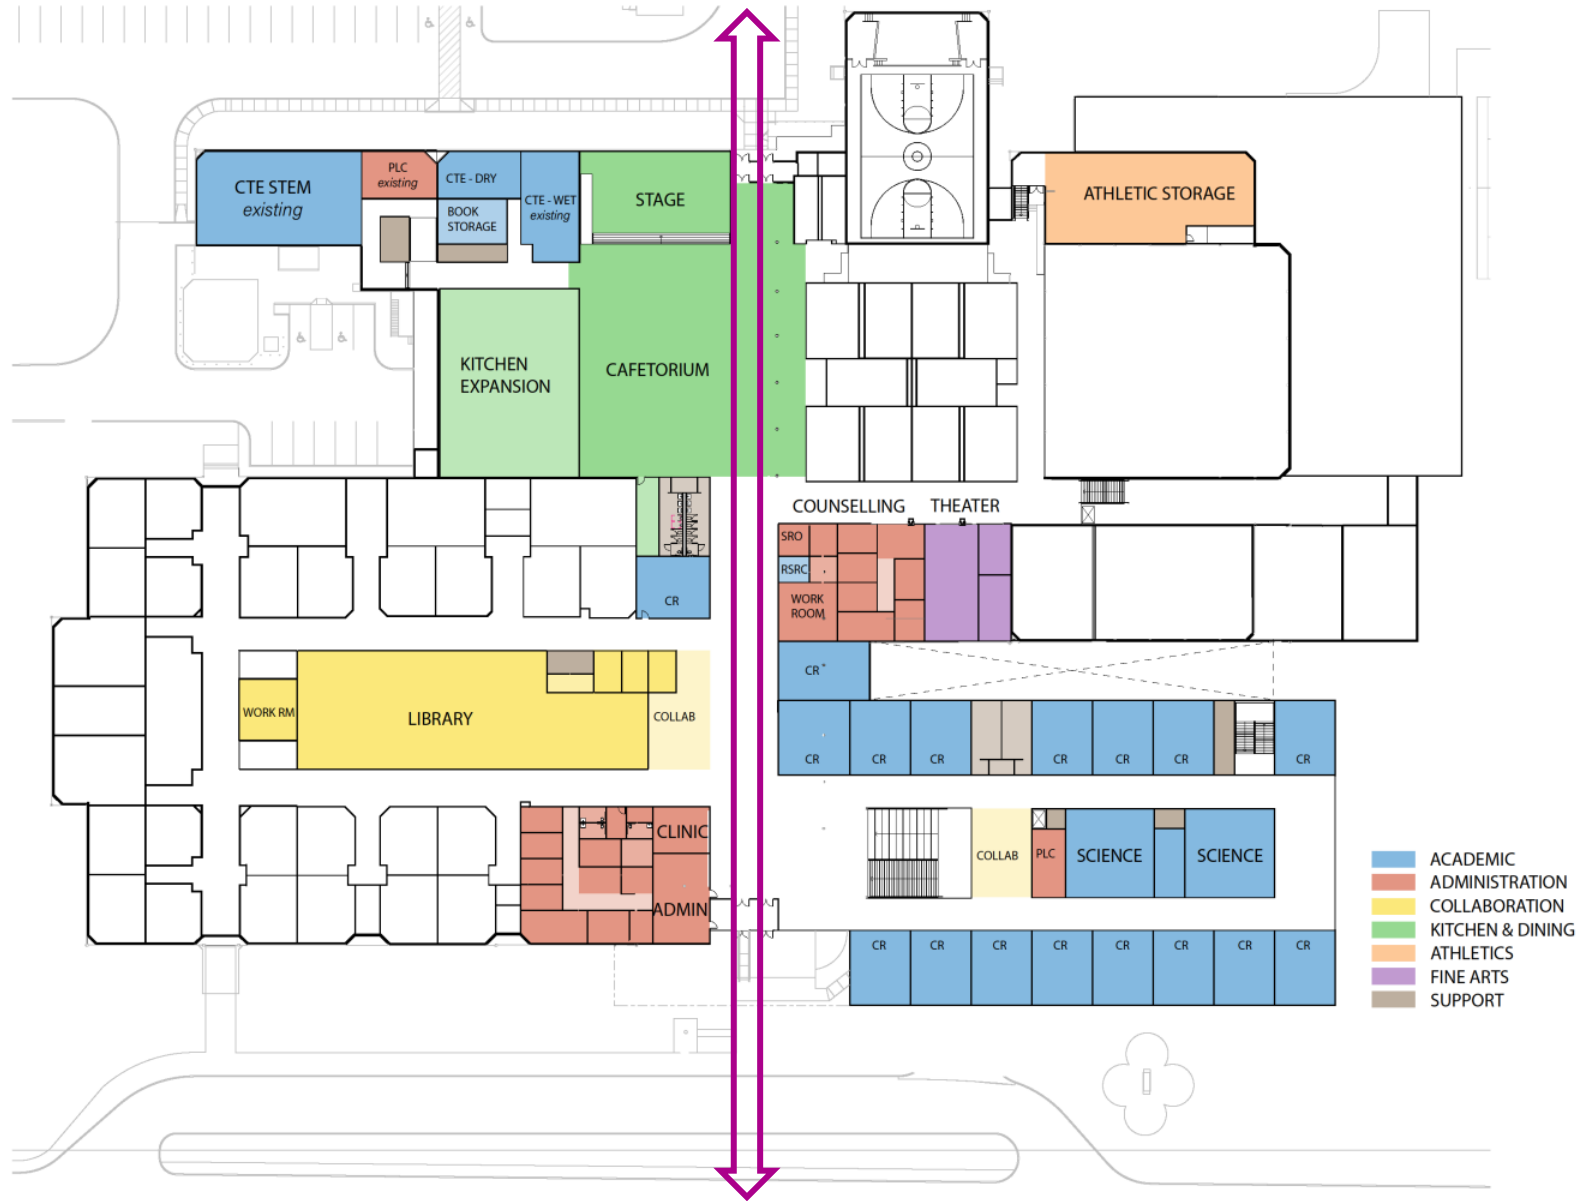 CTE STEM
existing
PLC
existing
CTE - DRY
BOOK
STORAGE
CTE - WET
existing
STAGE
ATHLETIC STORAGE
KITCHEN
EXPANSION
CAFETORIUM
COUNSELLING
THEATER
SRO
RSRC
WORK
ROOM
CR
CR
WORK RM
LIBRARY
COLLAB
CR
CR
CR
CR
CR
CR
CR
CLINIC
ADMIN
COLLAB
PLC
SCIENCE
SCIENCE
CR
CR
CR
CR
CR
CR
CR
CR
ACADEMIC
ADMINISTRATION
COLLABORATION
KITCHEN & DINING
ATHLETICS
FINE ARTS
SUPPORT